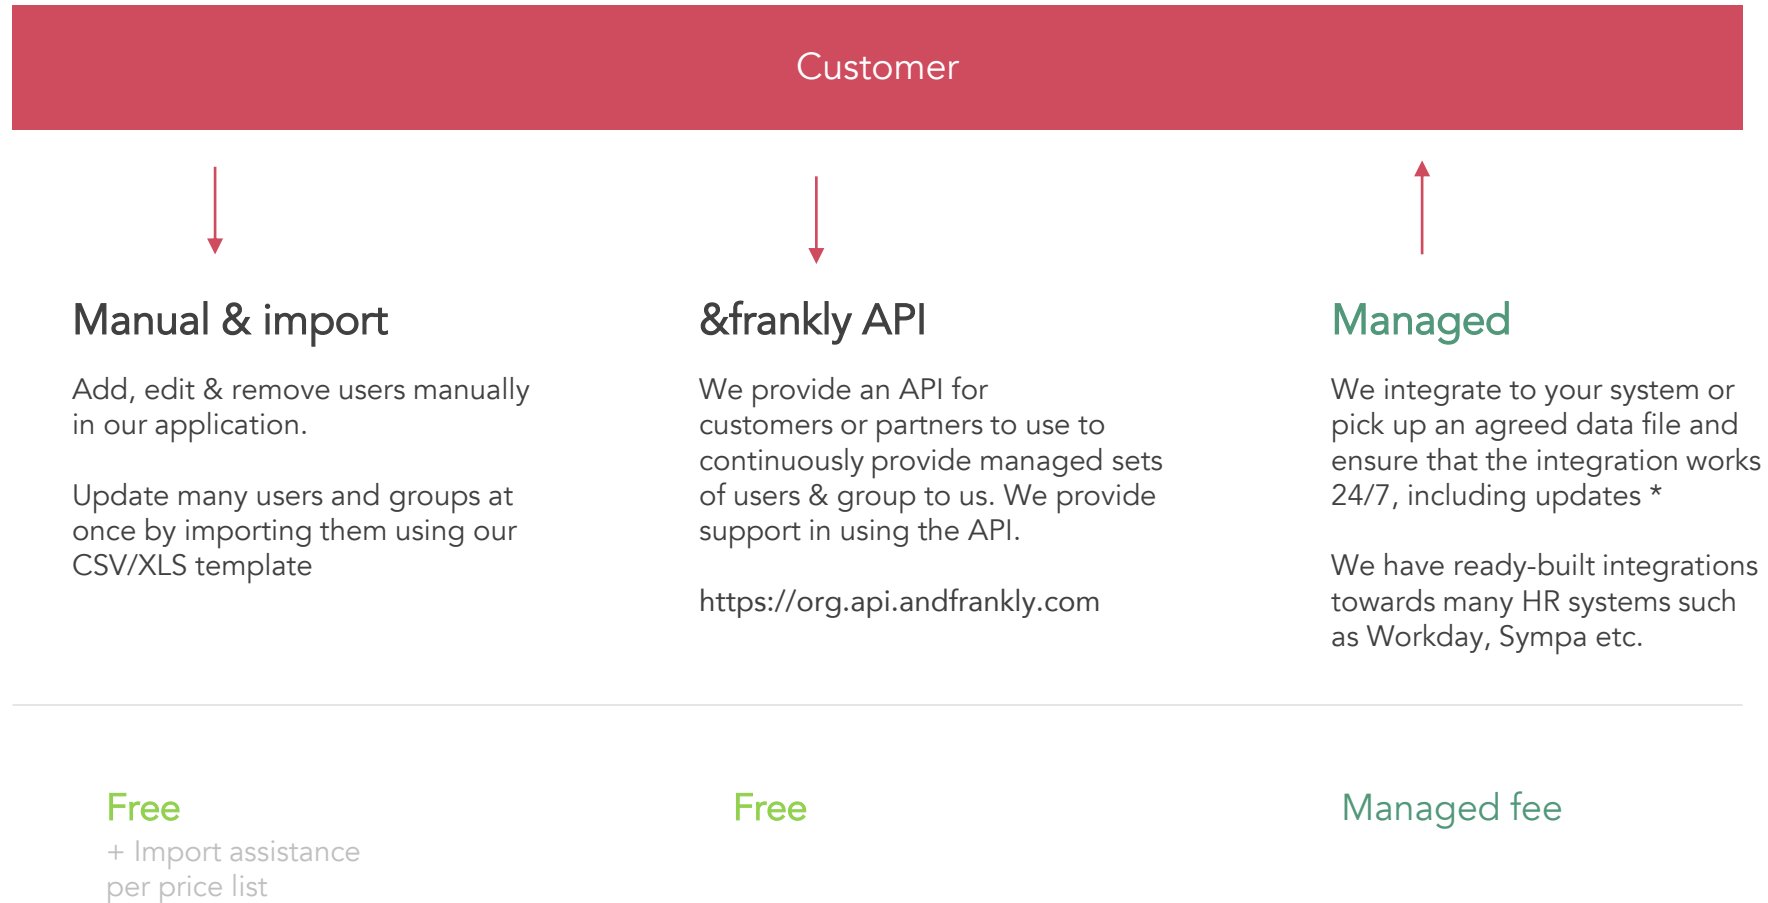 Customer
Manual & import
Add, edit & remove users manually
in our application.
Update many users and groups at
once by importing them using our
CSV/XLS template
&frankly API
We provide an API for
customers or partners to use to
continuously provide managed sets
of users & group to us. We provide
support in using the API.
https://org.api.andfrankly.com
Managed
We integrate to your system or
pick up an agreed data file and
ensure that the integration works
24/7, including updates *
We have ready-built integrations
towards many HR systems such
as Workday, Sympa etc.
Free
+ Import assistance
per price list
Free
Managed fee